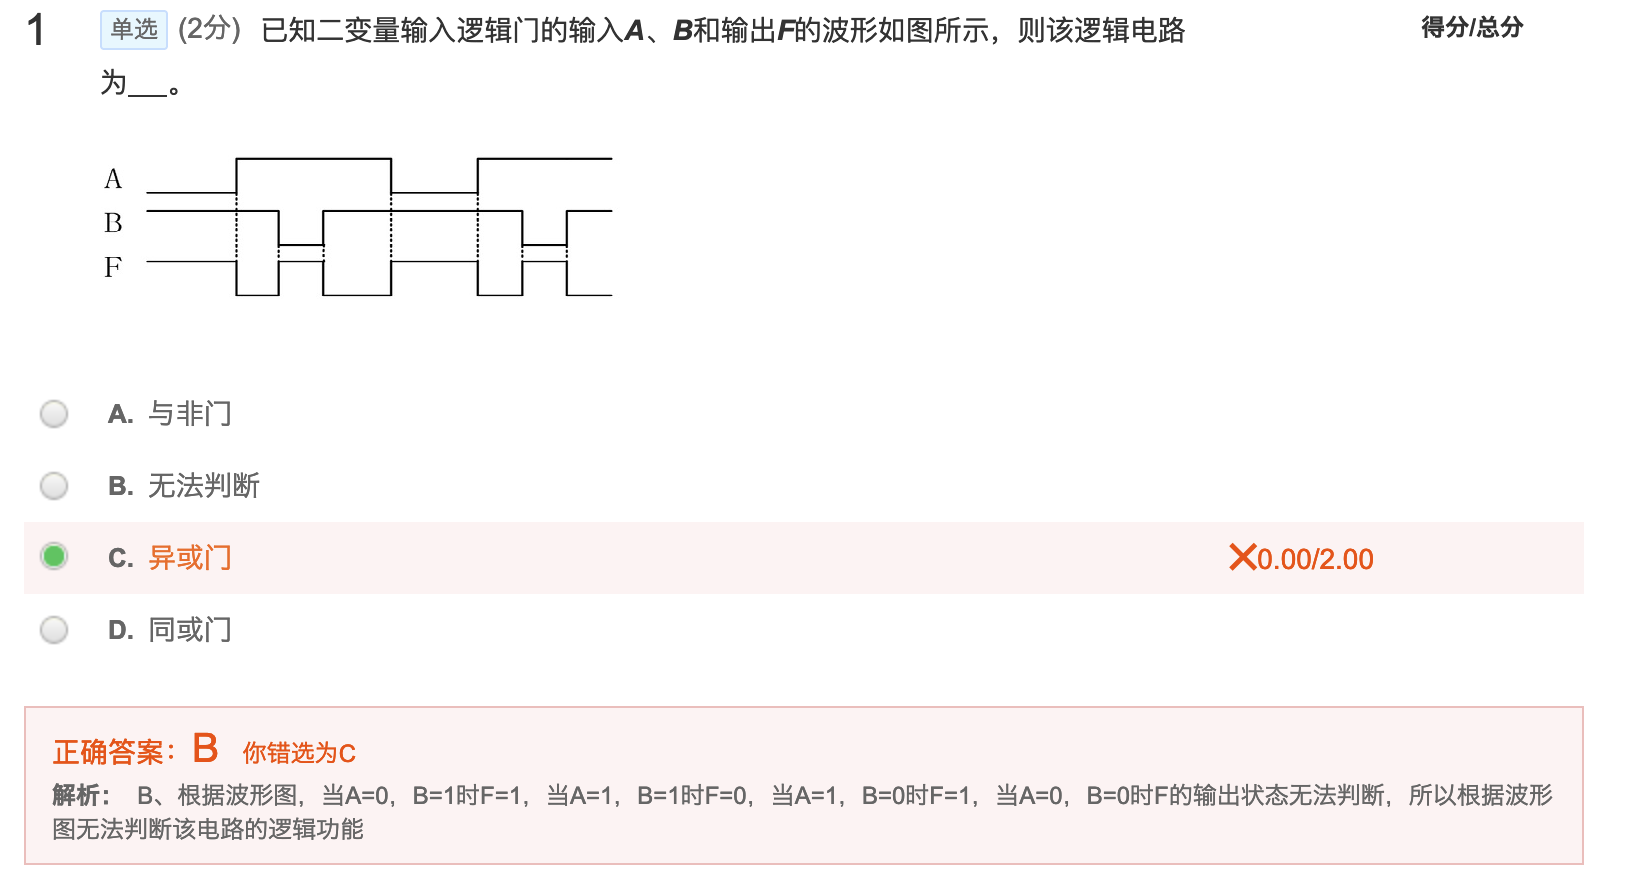 1 单选 (2分) 已知二变量输入逻辑门的输入A、B和输出F的波形如图所示，则该逻辑电路 得分/总分
为___。
A
B
F
A. 与非门
B. 无法判断
C. 异或门 ✕0.00/2.00
D. 同或门
正确答案：B 你错选为C
解析： B、根据波形图，当A=0，B=1时F=1，当A=1，B=1时F=0，当A=1，B=0时F=1，当A=0，B=0时F的输出状态无法判断，所以根据波形
图无法判断该电路的逻辑功能